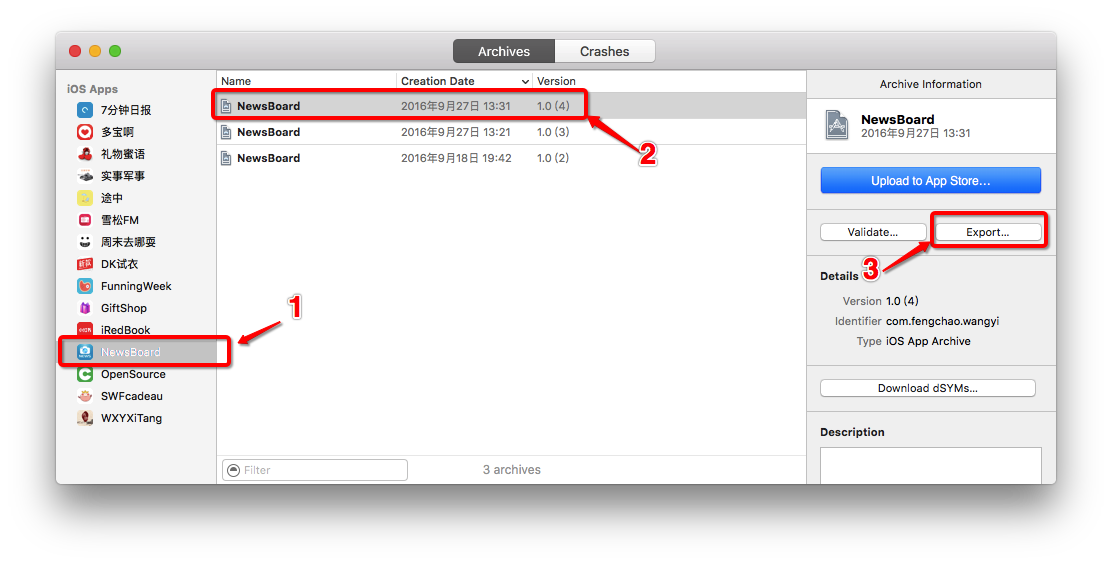 Archives Crashes
iOS Apps
7分钟日报
多宝啊
礼物蜜语
实事军事
途中
雪松FM
周末去哪耍
DK试衣
FunningWeek
GiftShop
iRedBook
NewsBoard
OpenSource
SWFcadeau
WXYXiTang
1
Name Creation Date Version
NewsBoard 2016年9月27日 13:31 1.0 (4)
NewsBoard 2016年9月27日 13:21 1.0 (3)
NewsBoard 2016年9月18日 19:42 1.0 (2)
2
Filter 3 archives
Archive Information
NewsBoard
2016年9月27日 13:31
Upload to App Store...
Validate... Export...
3
Details
Version 1.0 (4)
Identifier com.fengchao.wangyi
Type iOS App Archive
Download dSYMs...
Description